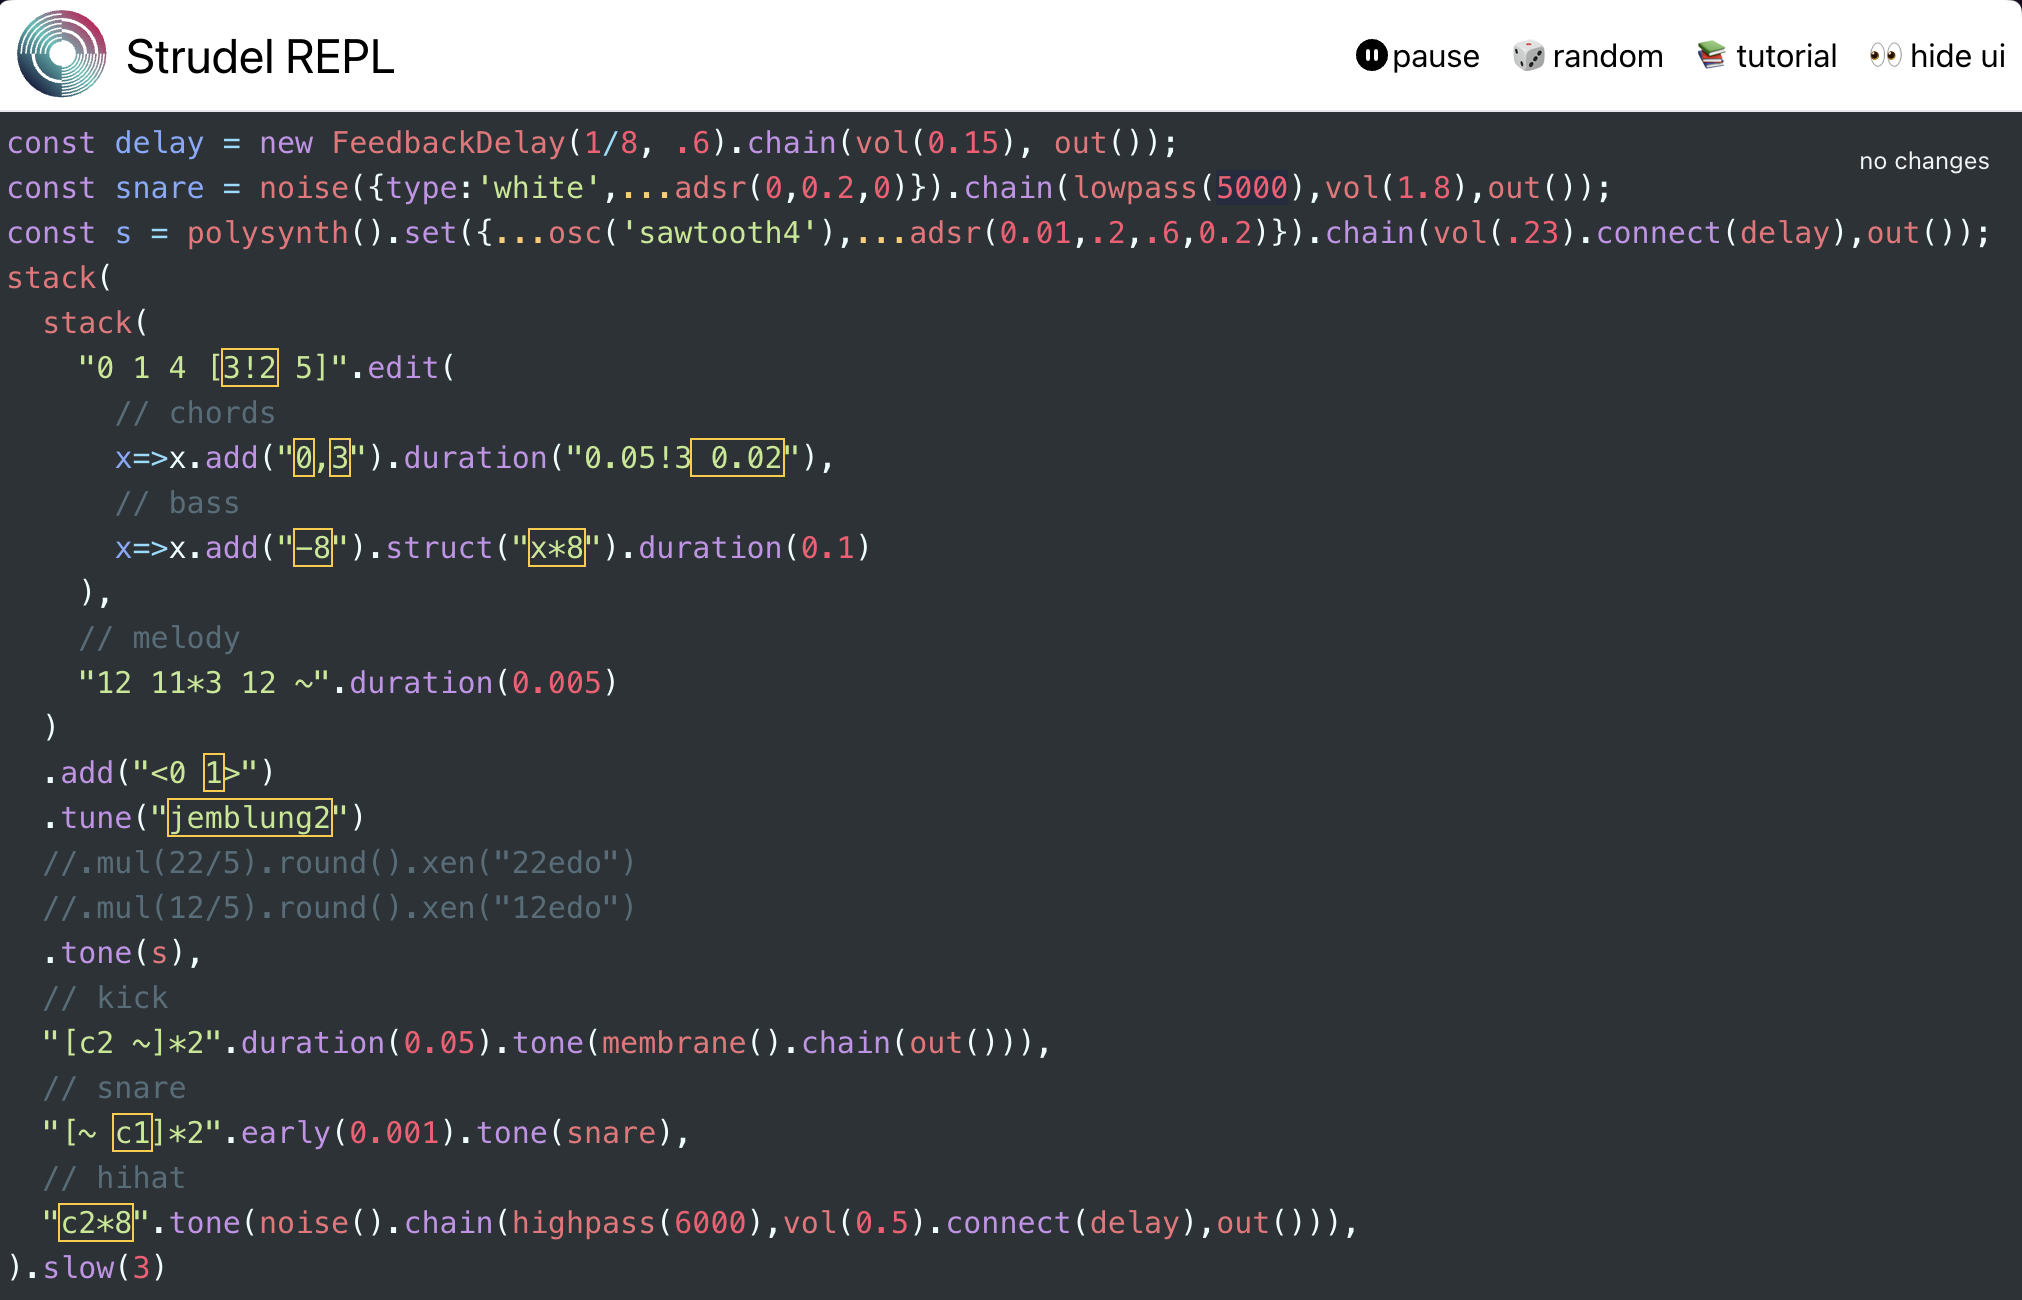 Strudel REPL
pause random tutorial hide ui
const delay = new FeedbackDelay(1/8, .6).chain(vol(0.15), out());
no changes
const snare = noise({type:'white',...adsr(0,0.2,0)}).chain(lowpass(5000),vol(1.8),out());
const s = polysynth().set({...osc('sawtooth4'),...adsr(0.01,.2,.6,0.2)}).chain(vol(.23).connect(delay),out());
stack(
  stack(
    "0 1 4 [3!2 5]".edit(
      // chords
      x=>x.add("0,3").duration("0.05!3 0.02"),
      // bass
      x=>x.add("-8").struct("x*8").duration(0.1)
    ),
    // melody
    "12 11*3 12 ~".duration(0.005)
  )
  .add("<0 1>")
  .tune("jemblung2")
  //.mul(22/5).round().xen("22edo")
  //.mul(12/5).round().xen("12edo")
  .tone(s),
  // kick
  "[c2 ~]*2".duration(0.05).tone(membrane().chain(out())),
  // snare
  "[~ c1]*2".early(0.001).tone(snare),
  // hihat
  "c2*8".tone(noise().chain(highpass(6000),vol(0.5).connect(delay),out())),
).slow(3)